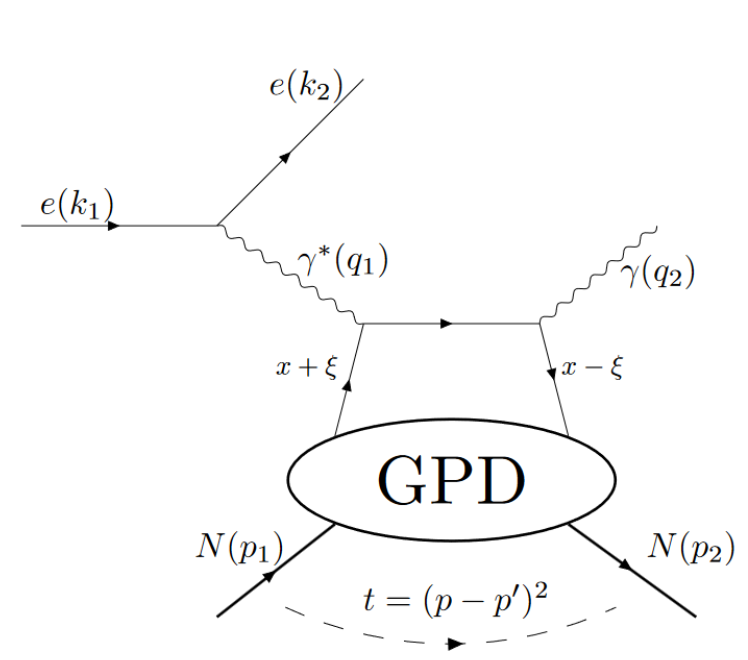 e(k₂)
e(k₁)
γ*(q₁)
γ(q₂)
x + ξ
x − ξ
GPD
N(p₁)
N(p₂)
t = (p − p′)²